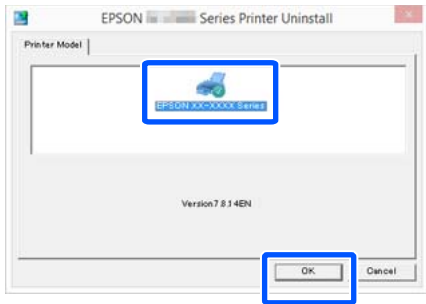 EPSON Series Printer Uninstall
Printer Model
EPSON XX-XXXX Series
Version7.8.14EN
OK
Cancel